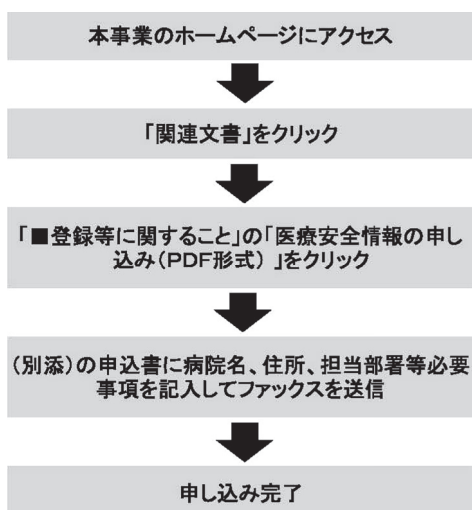 本事業のホームページにアクセス
「関連文書」をクリック
「■登録等に関すること」の「医療安全情報の申し
込み（PDF形式）」をクリック
（別添）の申込書に病院名、住所、担当部署等必要
事項を記入してファックスを送信
申し込み完了